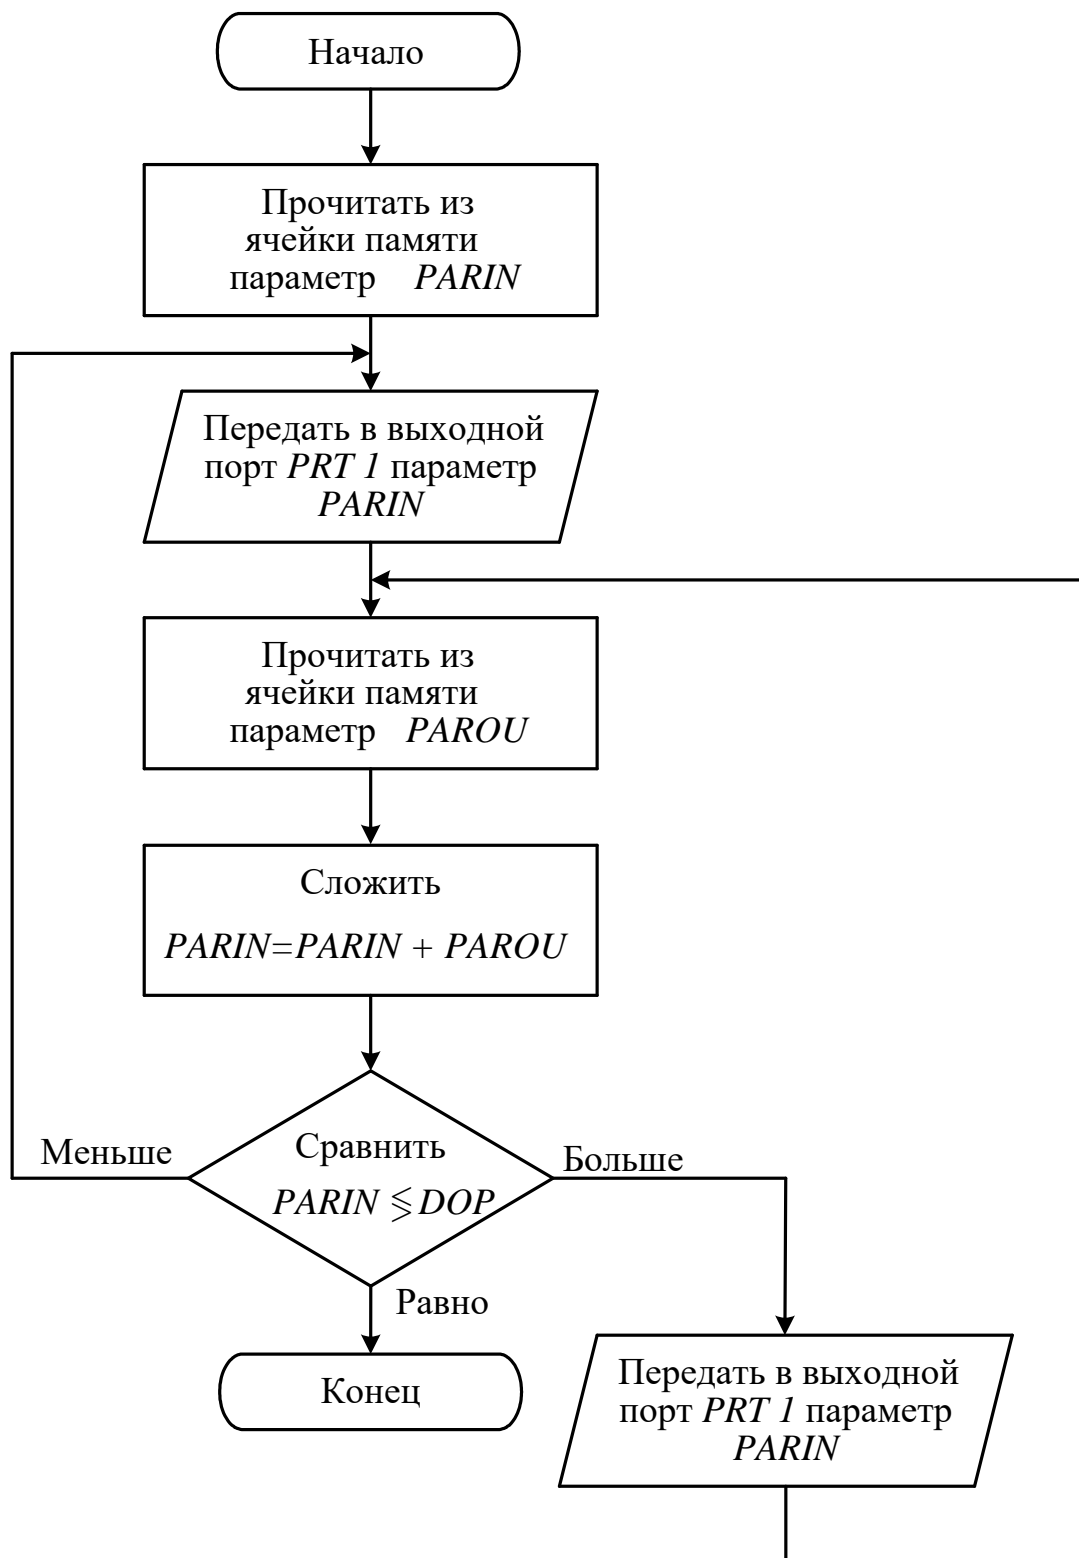 Начало
Прочитать из
ячейки памяти
параметр PARIN
Передать в выходной
порт PRT 1 параметр
PARIN
Прочитать из
ячейки памяти
параметр PAROU
Сложить
PARIN=PARIN + PAROU
Меньше
Сравнить
PARIN ≶ DOP
Больше
Равно
Конец
Передать в выходной
порт PRT 1 параметр
PARIN